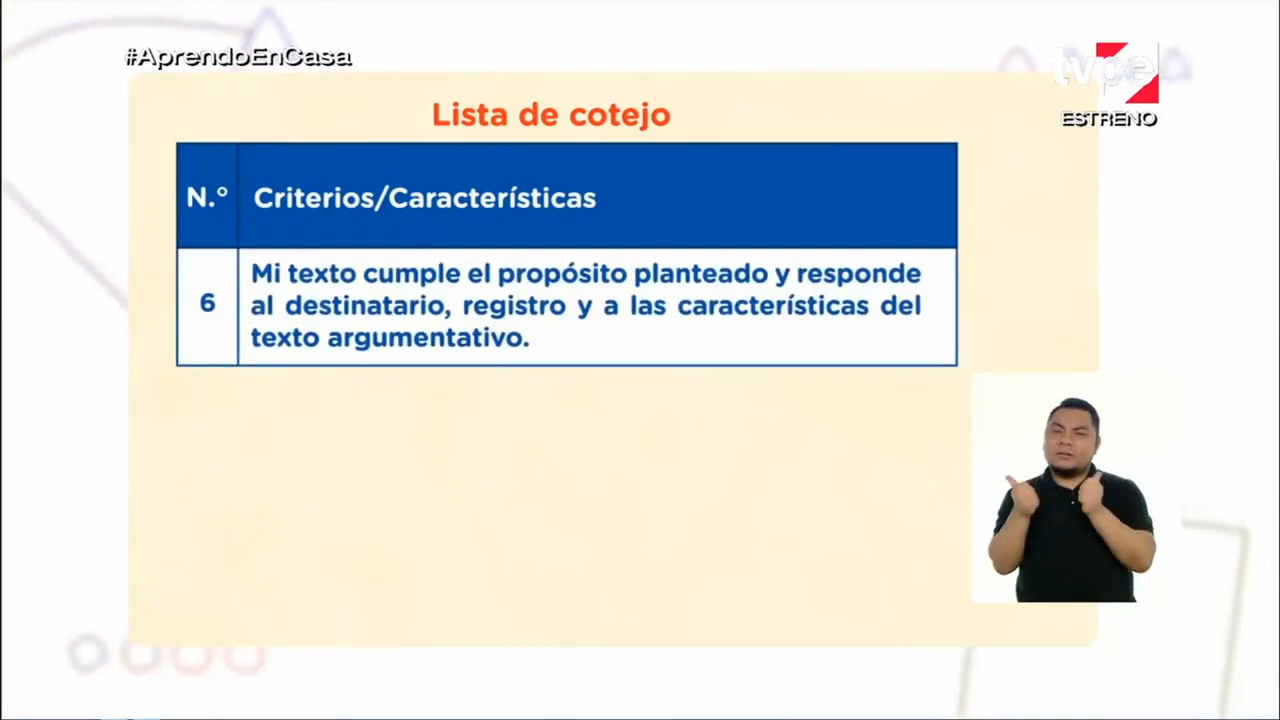 #AprendoEnCasa
tvpe
ESTRENO
Lista de cotejo
N.° Criterios/Características
6
Mi texto cumple el propósito planteado y responde
al destinatario, registro y a las características del
texto argumentativo.